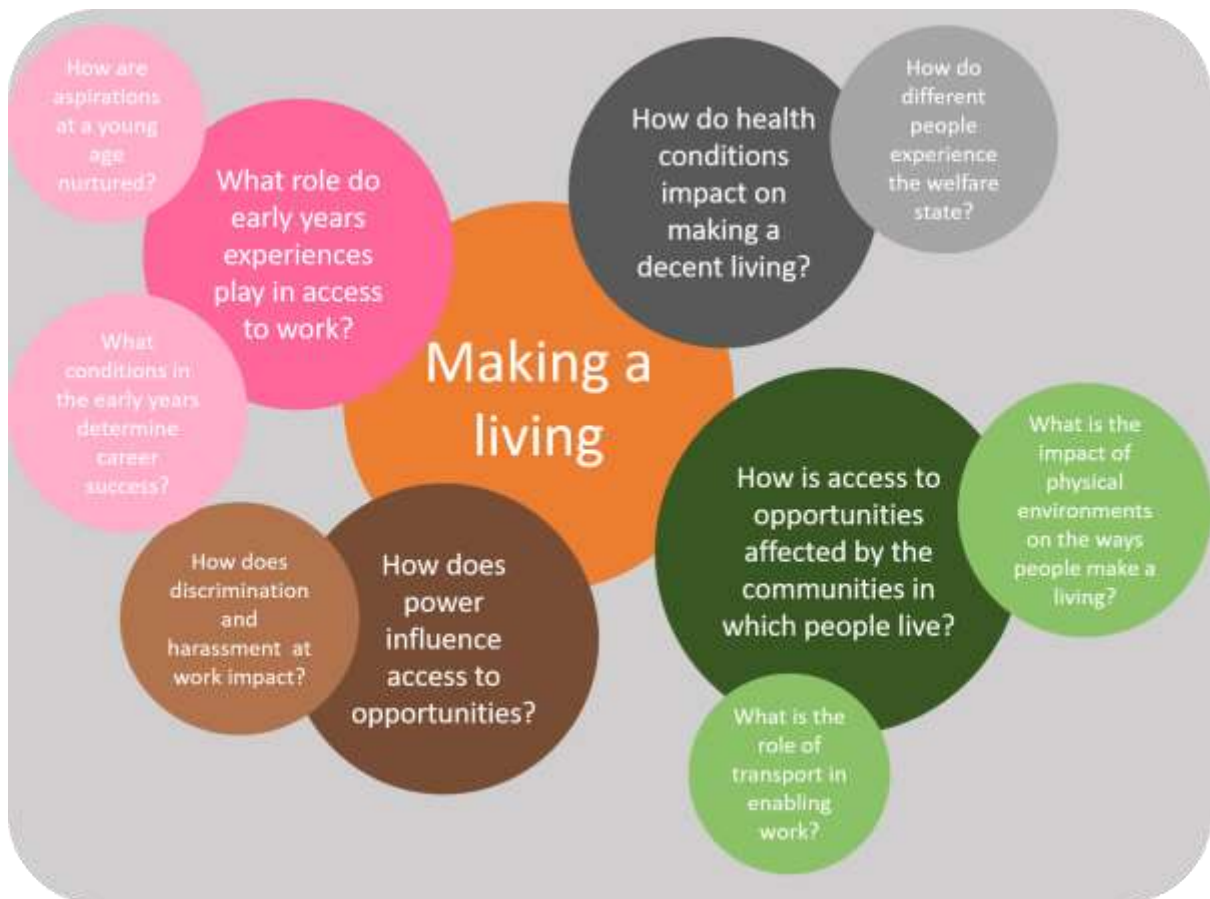 How are
aspirations
at a young
age
nurtured?
What role do
early years
experiences
play in access
to work?
What
conditions in
the early years
determine
career
success?
How do health
conditions
impact on
making a
decent living?
How do
different
people
experience
the welfare
state?
Making a
living
How does
discrimination
and
harassment at
work impact?
How does
power
influence
access to
opportunities?
How is access to
opportunities
affected by the
communities in
which people live?
What is the
impact of
physical
environments
on the ways
people make a
living?
What is the
role of
transport in
enabling
work?